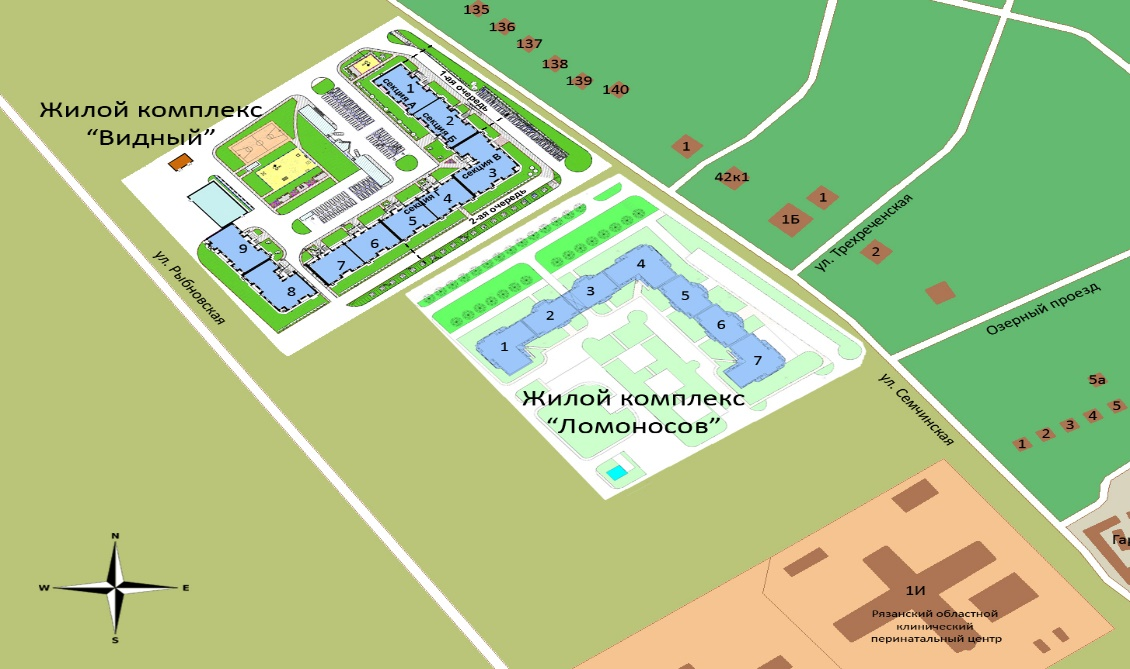 135
136
137
138
139
140
Жилой комплекс
“Видный”
1-ая очередь
1
секция А
2
секция Б
3
секция В
4
секция
5
2-ая очередь
6
7
9
8
ул. Рыбновская
1
42к1
1
1Б
ул. Трехреченская
2
Озерный проезд
4
3
5
2
6
1
7
Жилой комплекс
“Ломоносов”
ул. Семчинская
5а
5
4
3
2
1
Гар
1И
Рязанский областной
клинический
перинатальный центр
N
W
E
S